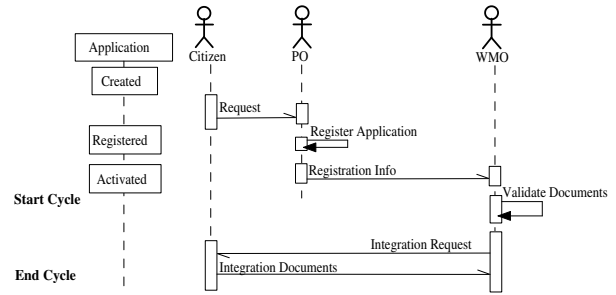 Application
Citizen
PO
WMO
Created
Request
Register Application
Registered
Registration Info
Activated
Start Cycle
Validate Documents
Integration Request
Integration Documents
End Cycle